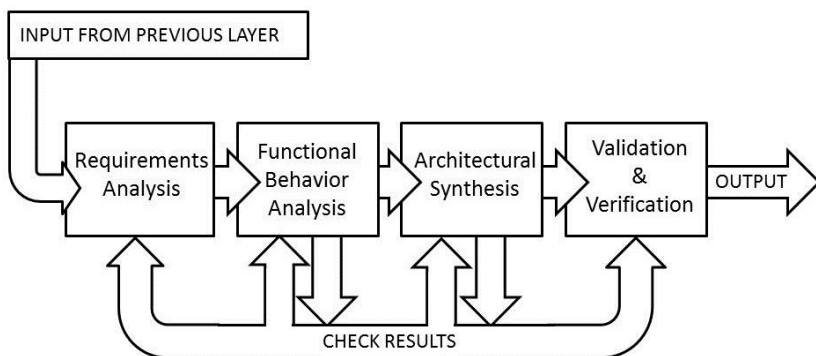 INPUT FROM PREVIOUS LAYER
Requirements
Analysis
Functional
Behavior
Analysis
Architectural
Synthesis
Validation
&
Verification
OUTPUT
CHECK RESULTS